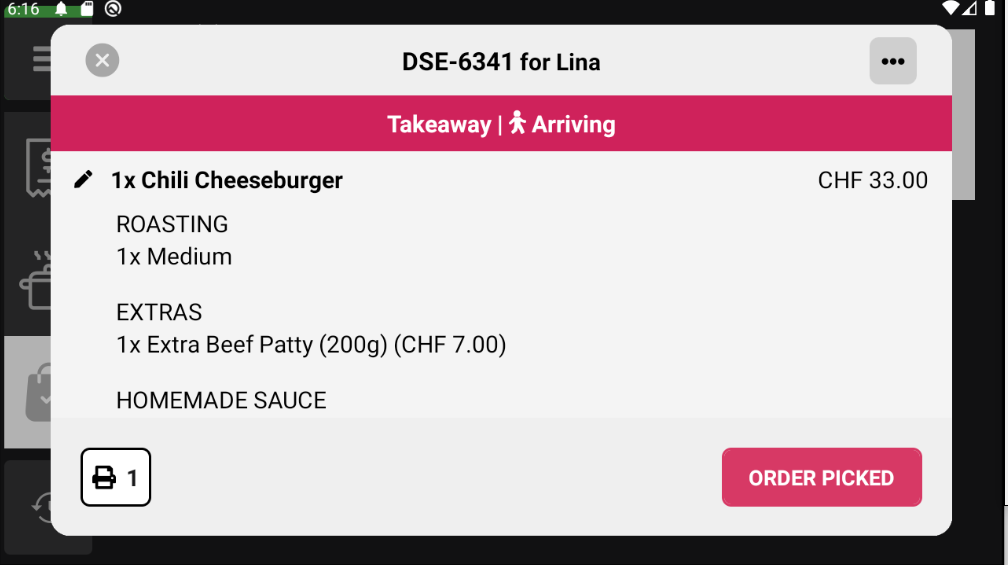 6:16
DSE-6341 for Lina
Takeaway | Arriving
1x Chili Cheeseburger
CHF 33.00
ROASTING
1x Medium
EXTRAS
1x Extra Beef Patty (200g) (CHF 7.00)
HOMEMADE SAUCE
1
ORDER PICKED